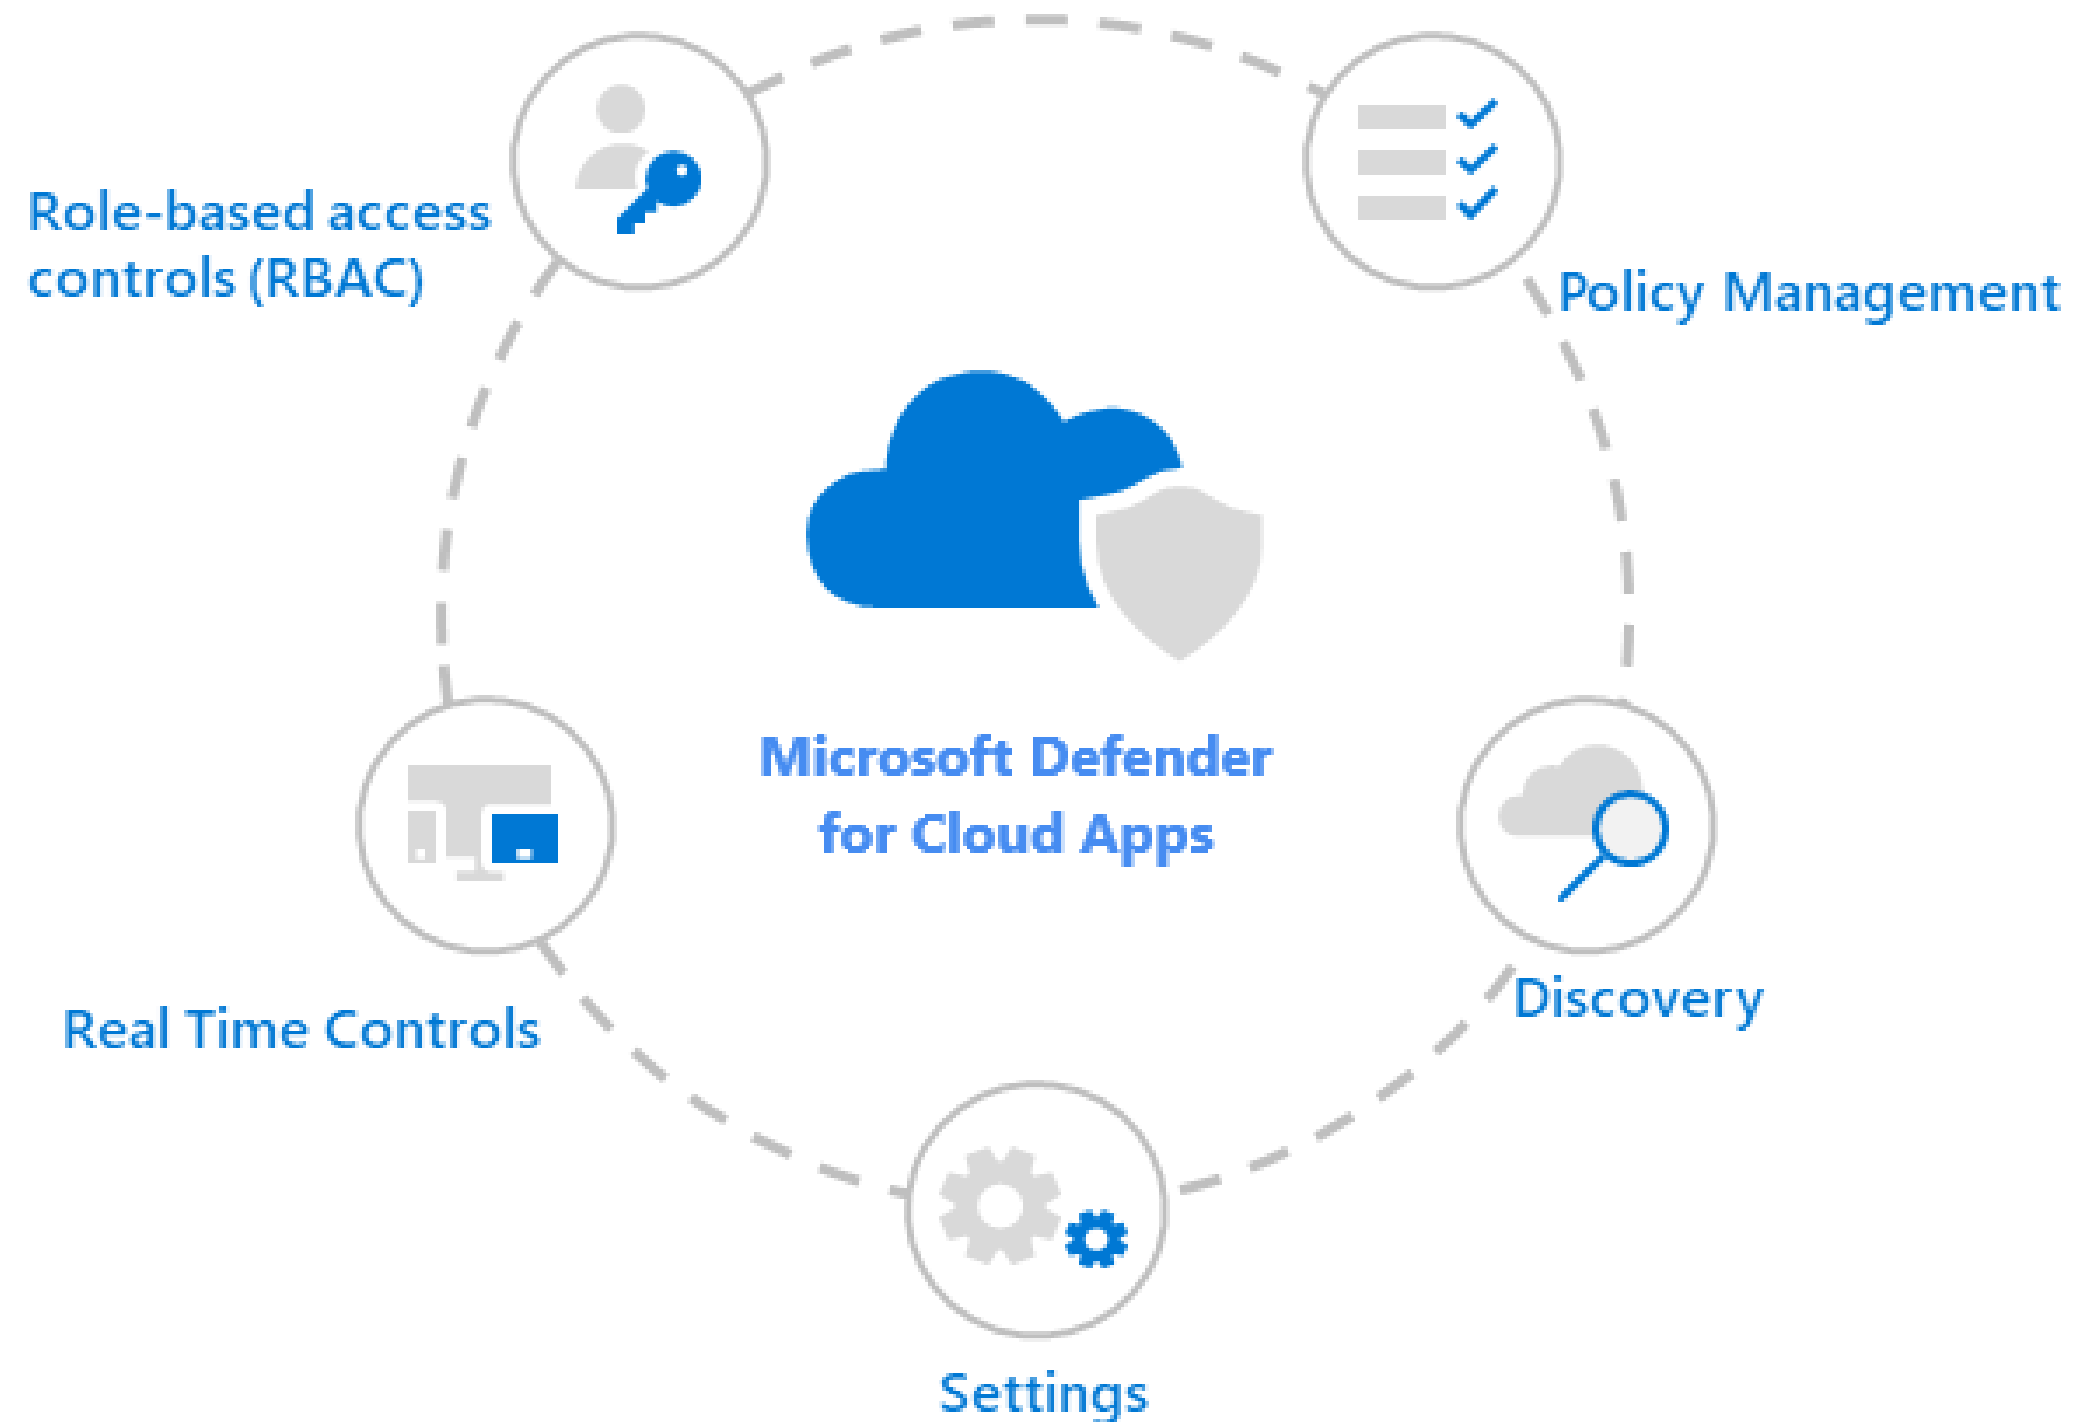 Role-based access
controls (RBAC)
Policy Management
Microsoft Defender
for Cloud Apps
Real Time Controls
Discovery
Settings